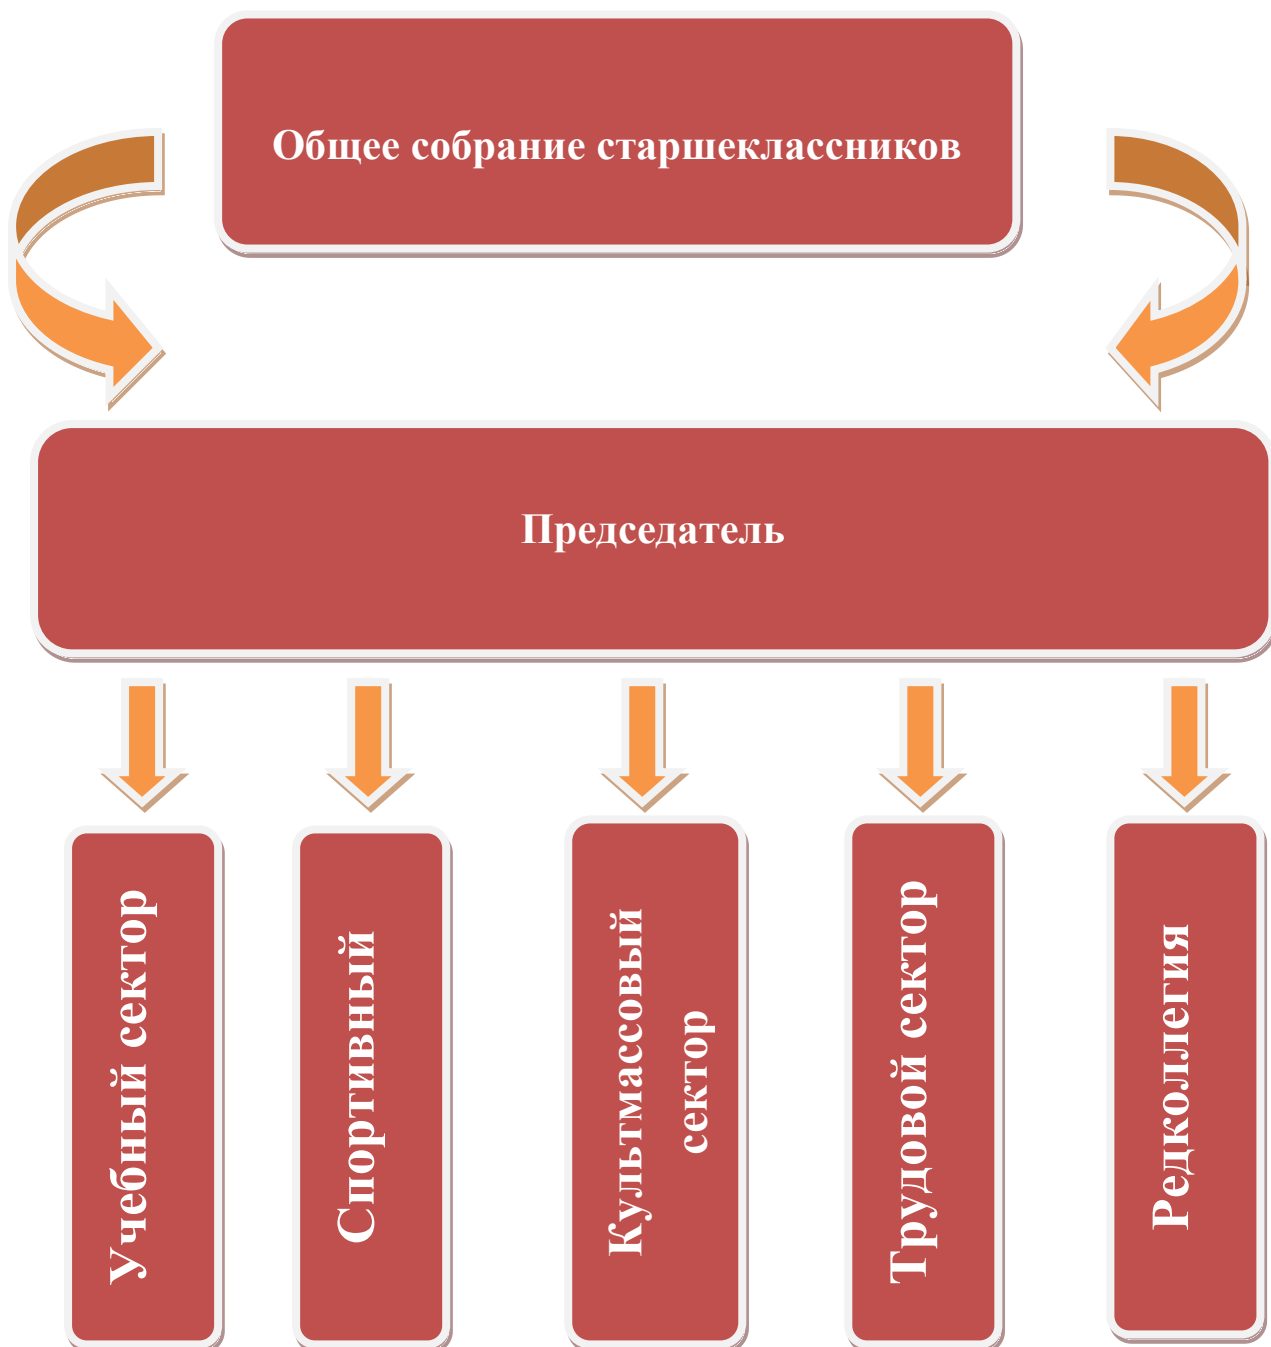 Общее собрание старшеклассников
Председатель
Учебный сектор
Спортивный
Культмассовый
сектор
Трудовой сектор
Редколлегия